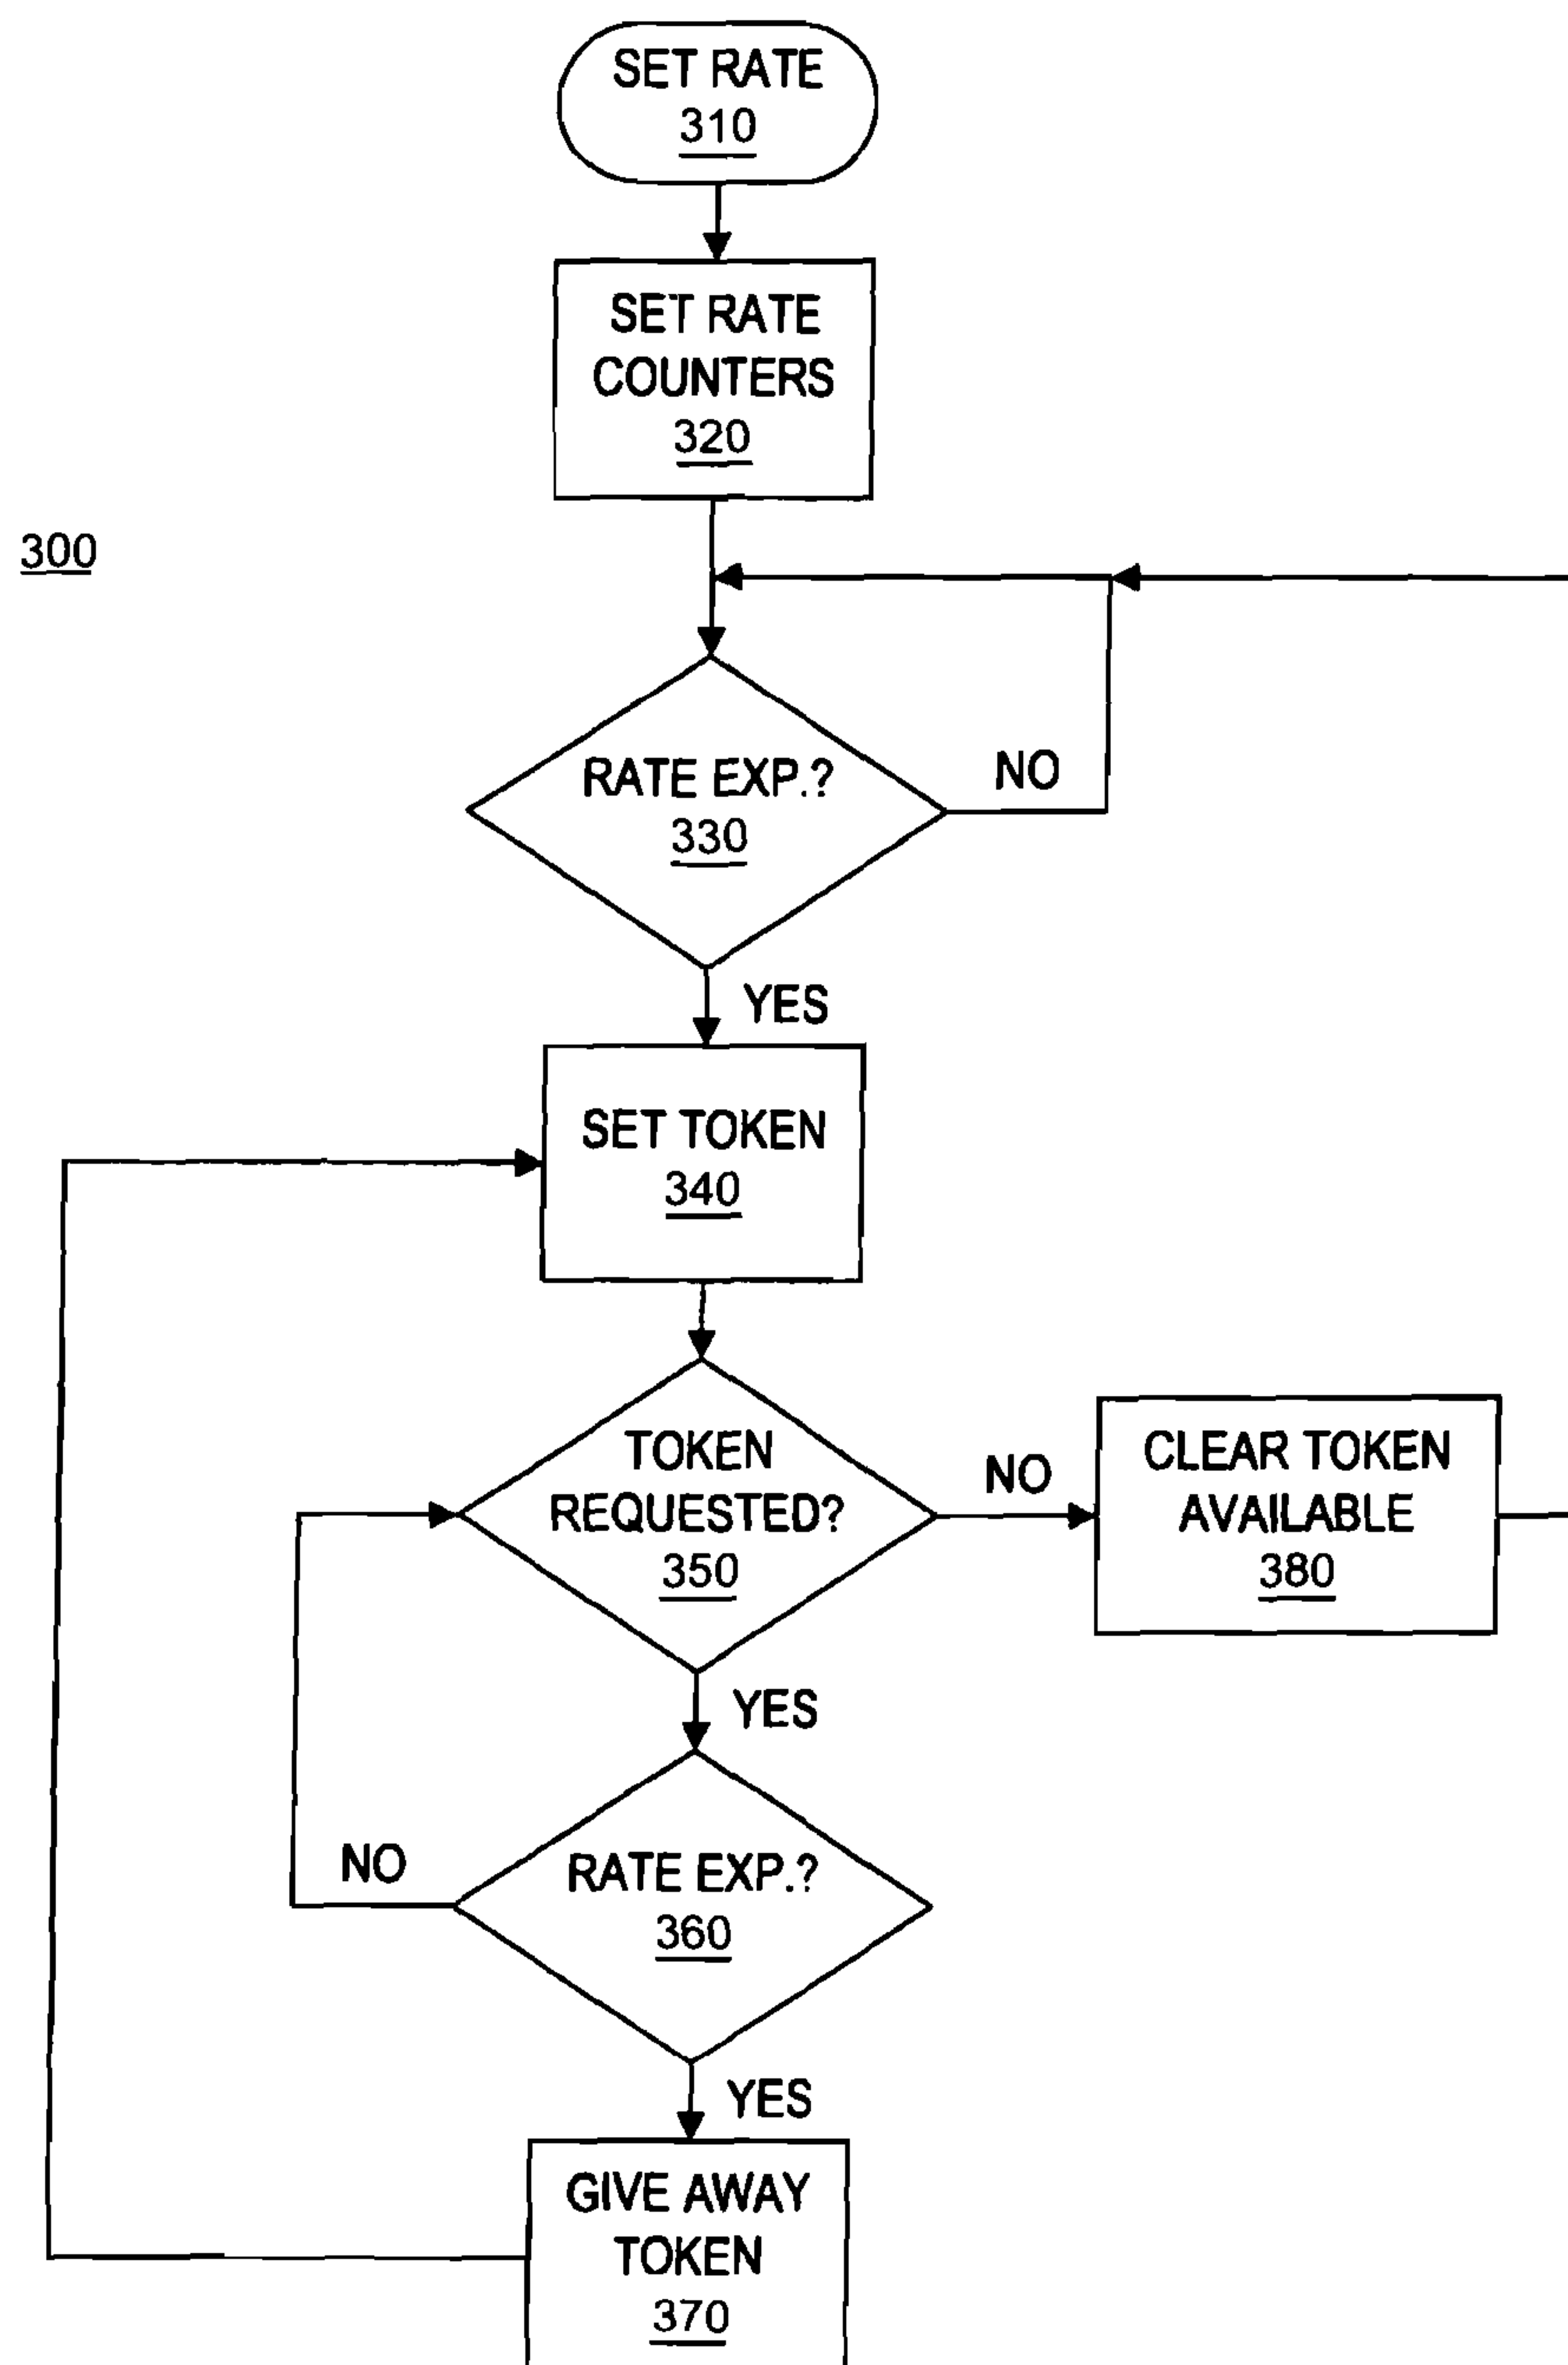 SET RATE
310
SET RATE
COUNTERS
320
300
RATE EXP.?
330
NO
YES
SET TOKEN
340
TOKEN
REQUESTED?
350
NO
CLEAR TOKEN
AVAILABLE
380
YES
RATE EXP.?
360
NO
YES
GIVE AWAY
TOKEN
370